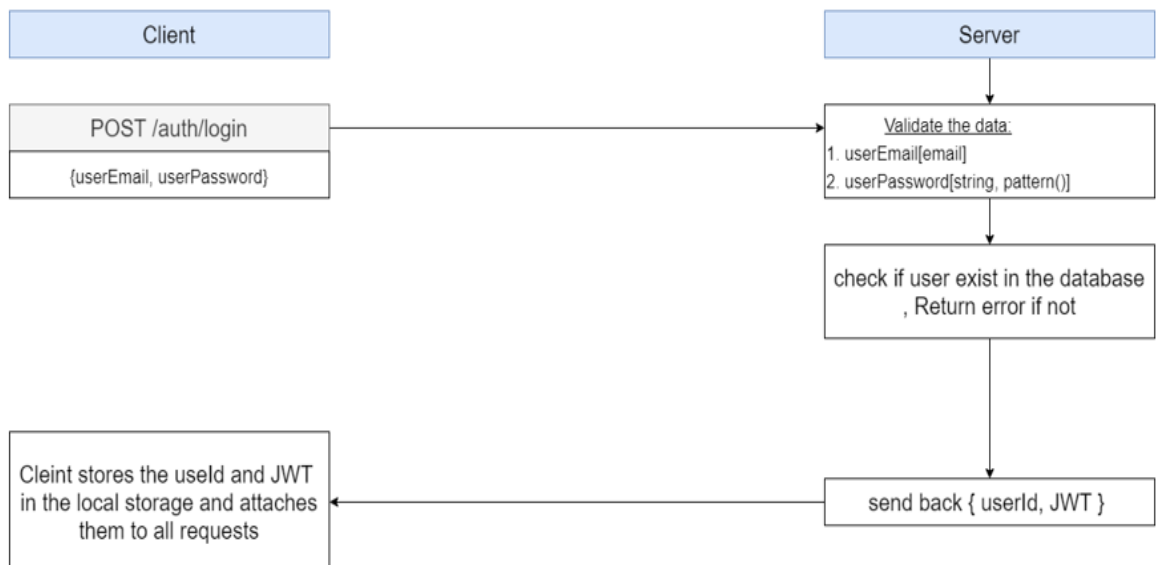 Client
Server
POST /auth/login
{userEmail, userPassword}
Validate the data:
1. userEmail[email]
2. userPassword[string, pattern()]
check if user exist in the database
, Return error if not
Cleint stores the useId and JWT
in the local storage and attaches
them to all requests
send back { userId, JWT }